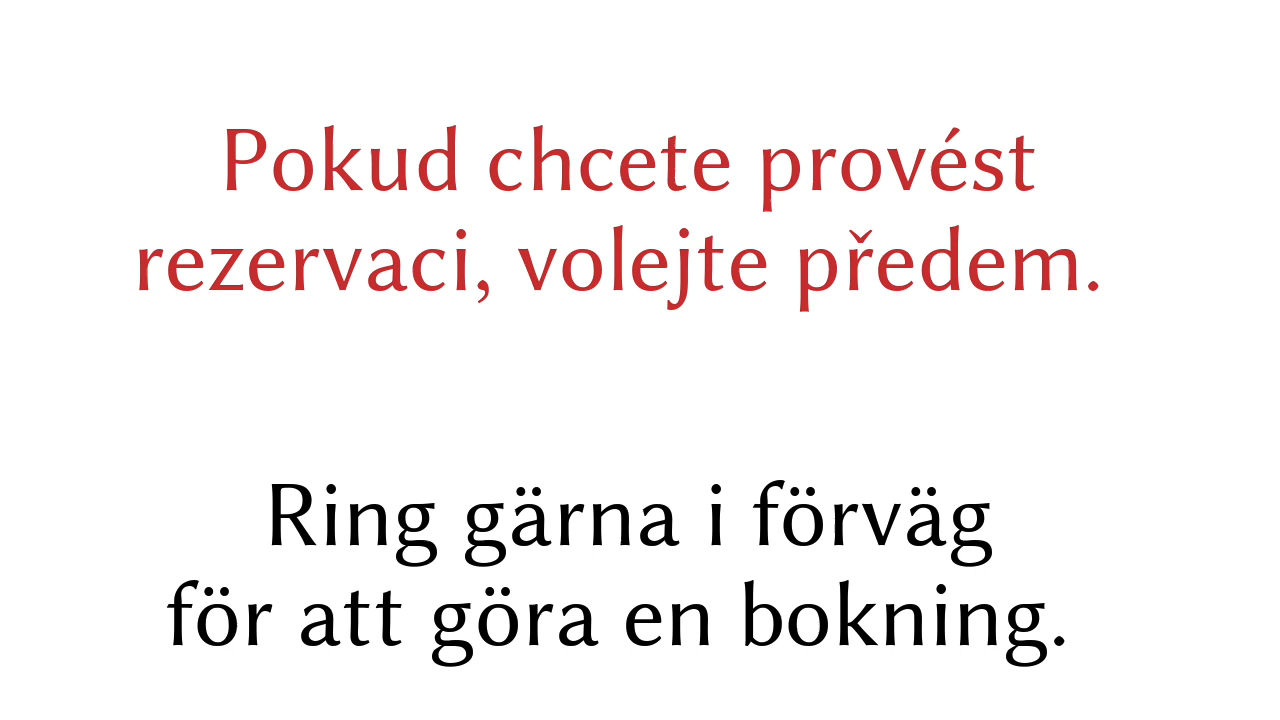 Pokud chcete provést
rezervaci, volejte předem.
Ring gärna i förväg
för att göra en bokning.